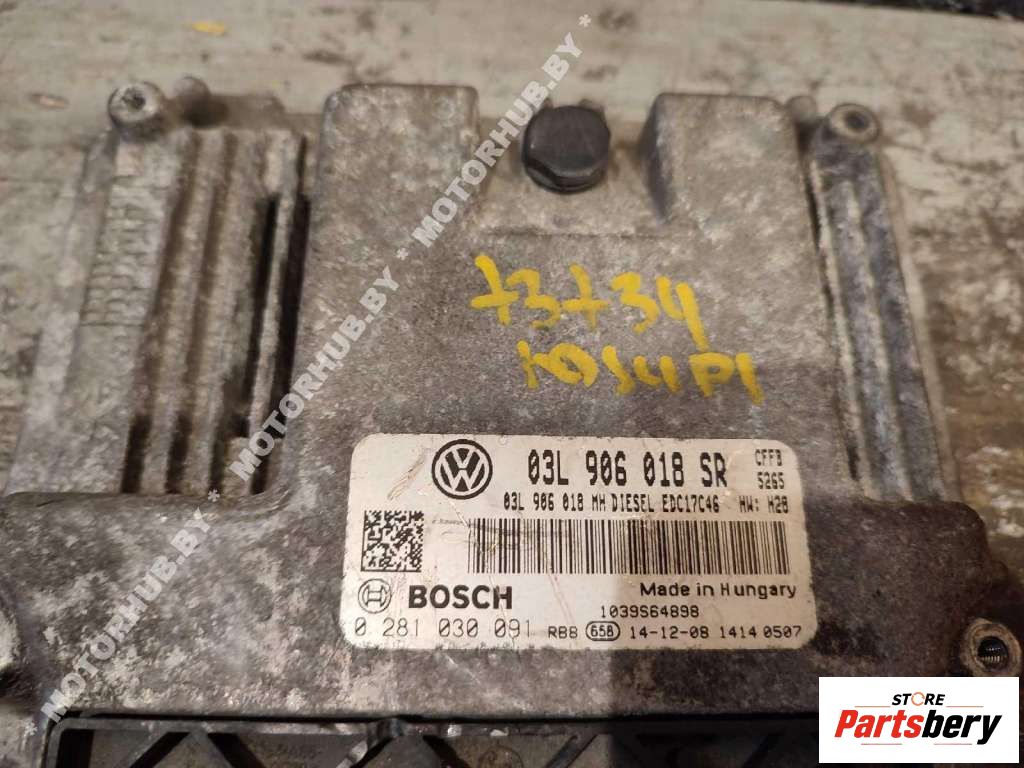 * MOTORHUB.BY * MOTORHUB.BY * MOTORHUB.BY *
* MOTORHUB.BY *
73734
03L 906 018 SR
CFFB
5265
03L 906 018 MH DIESEL EDC17C46 HW: H28
BOSCH
Made in Hungary
1039S64898
0 281 030 091 RB8 658 14-12-08 1414 0507
STORE
Partsbery